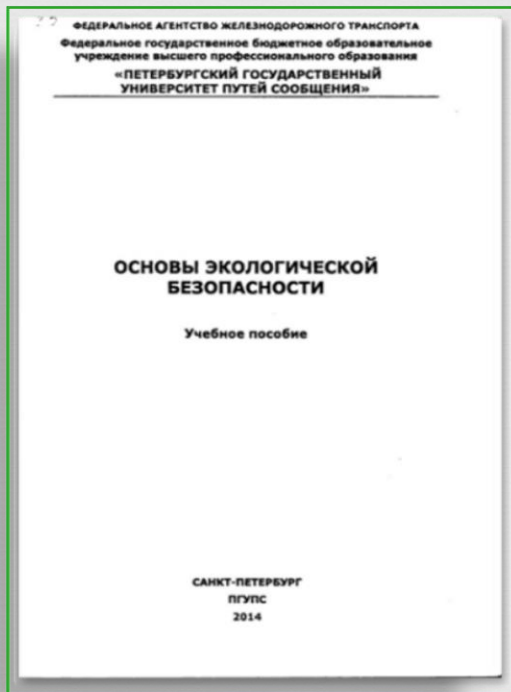 ФЕДЕРАЛЬНОЕ АГЕНТСТВО ЖЕЛЕЗНОДОРОЖНОГО ТРАНСПОРТА
Федеральное государственное бюджетное образовательное
учреждение высшего профессионального образования
«ПЕТЕРБУРГСКИЙ ГОСУДАРСТВЕННЫЙ
УНИВЕРСИТЕТ ПУТЕЙ СООБЩЕНИЯ»
ОСНОВЫ ЭКОЛОГИЧЕСКОЙ
БЕЗОПАСНОСТИ
Учебное пособие
САНКТ-ПЕТЕРБУРГ
ПГУПС
2014